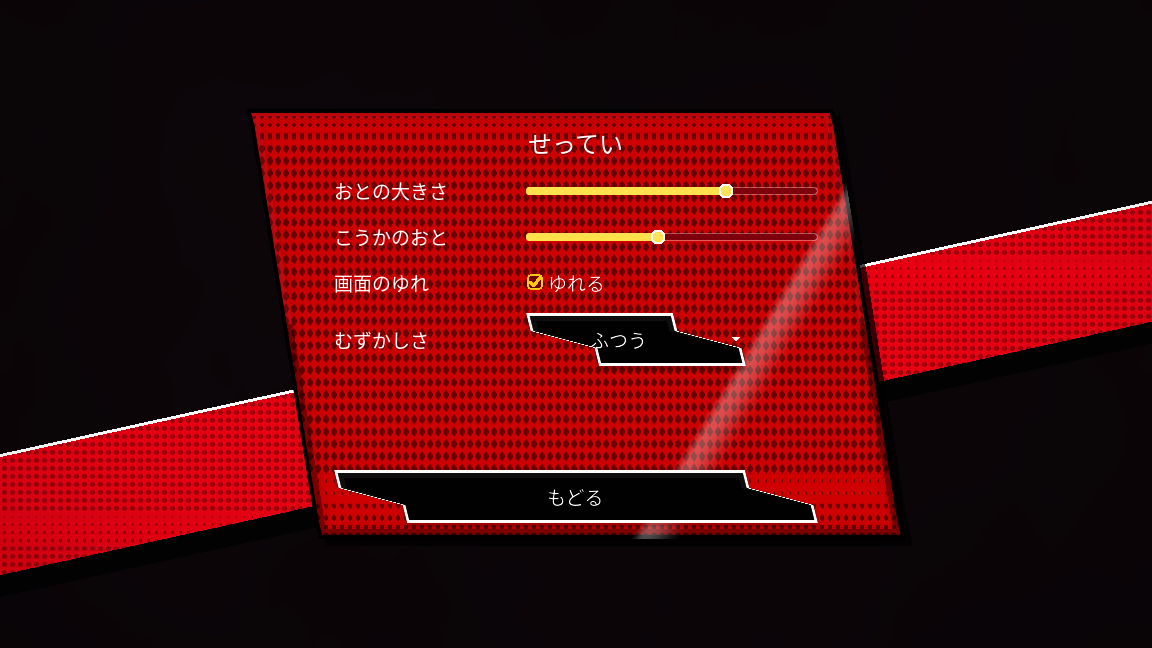 せってい
おとの大きさ
こうかのおと
画面のゆれ ゆれる
むずかしさ ふつう
もどる